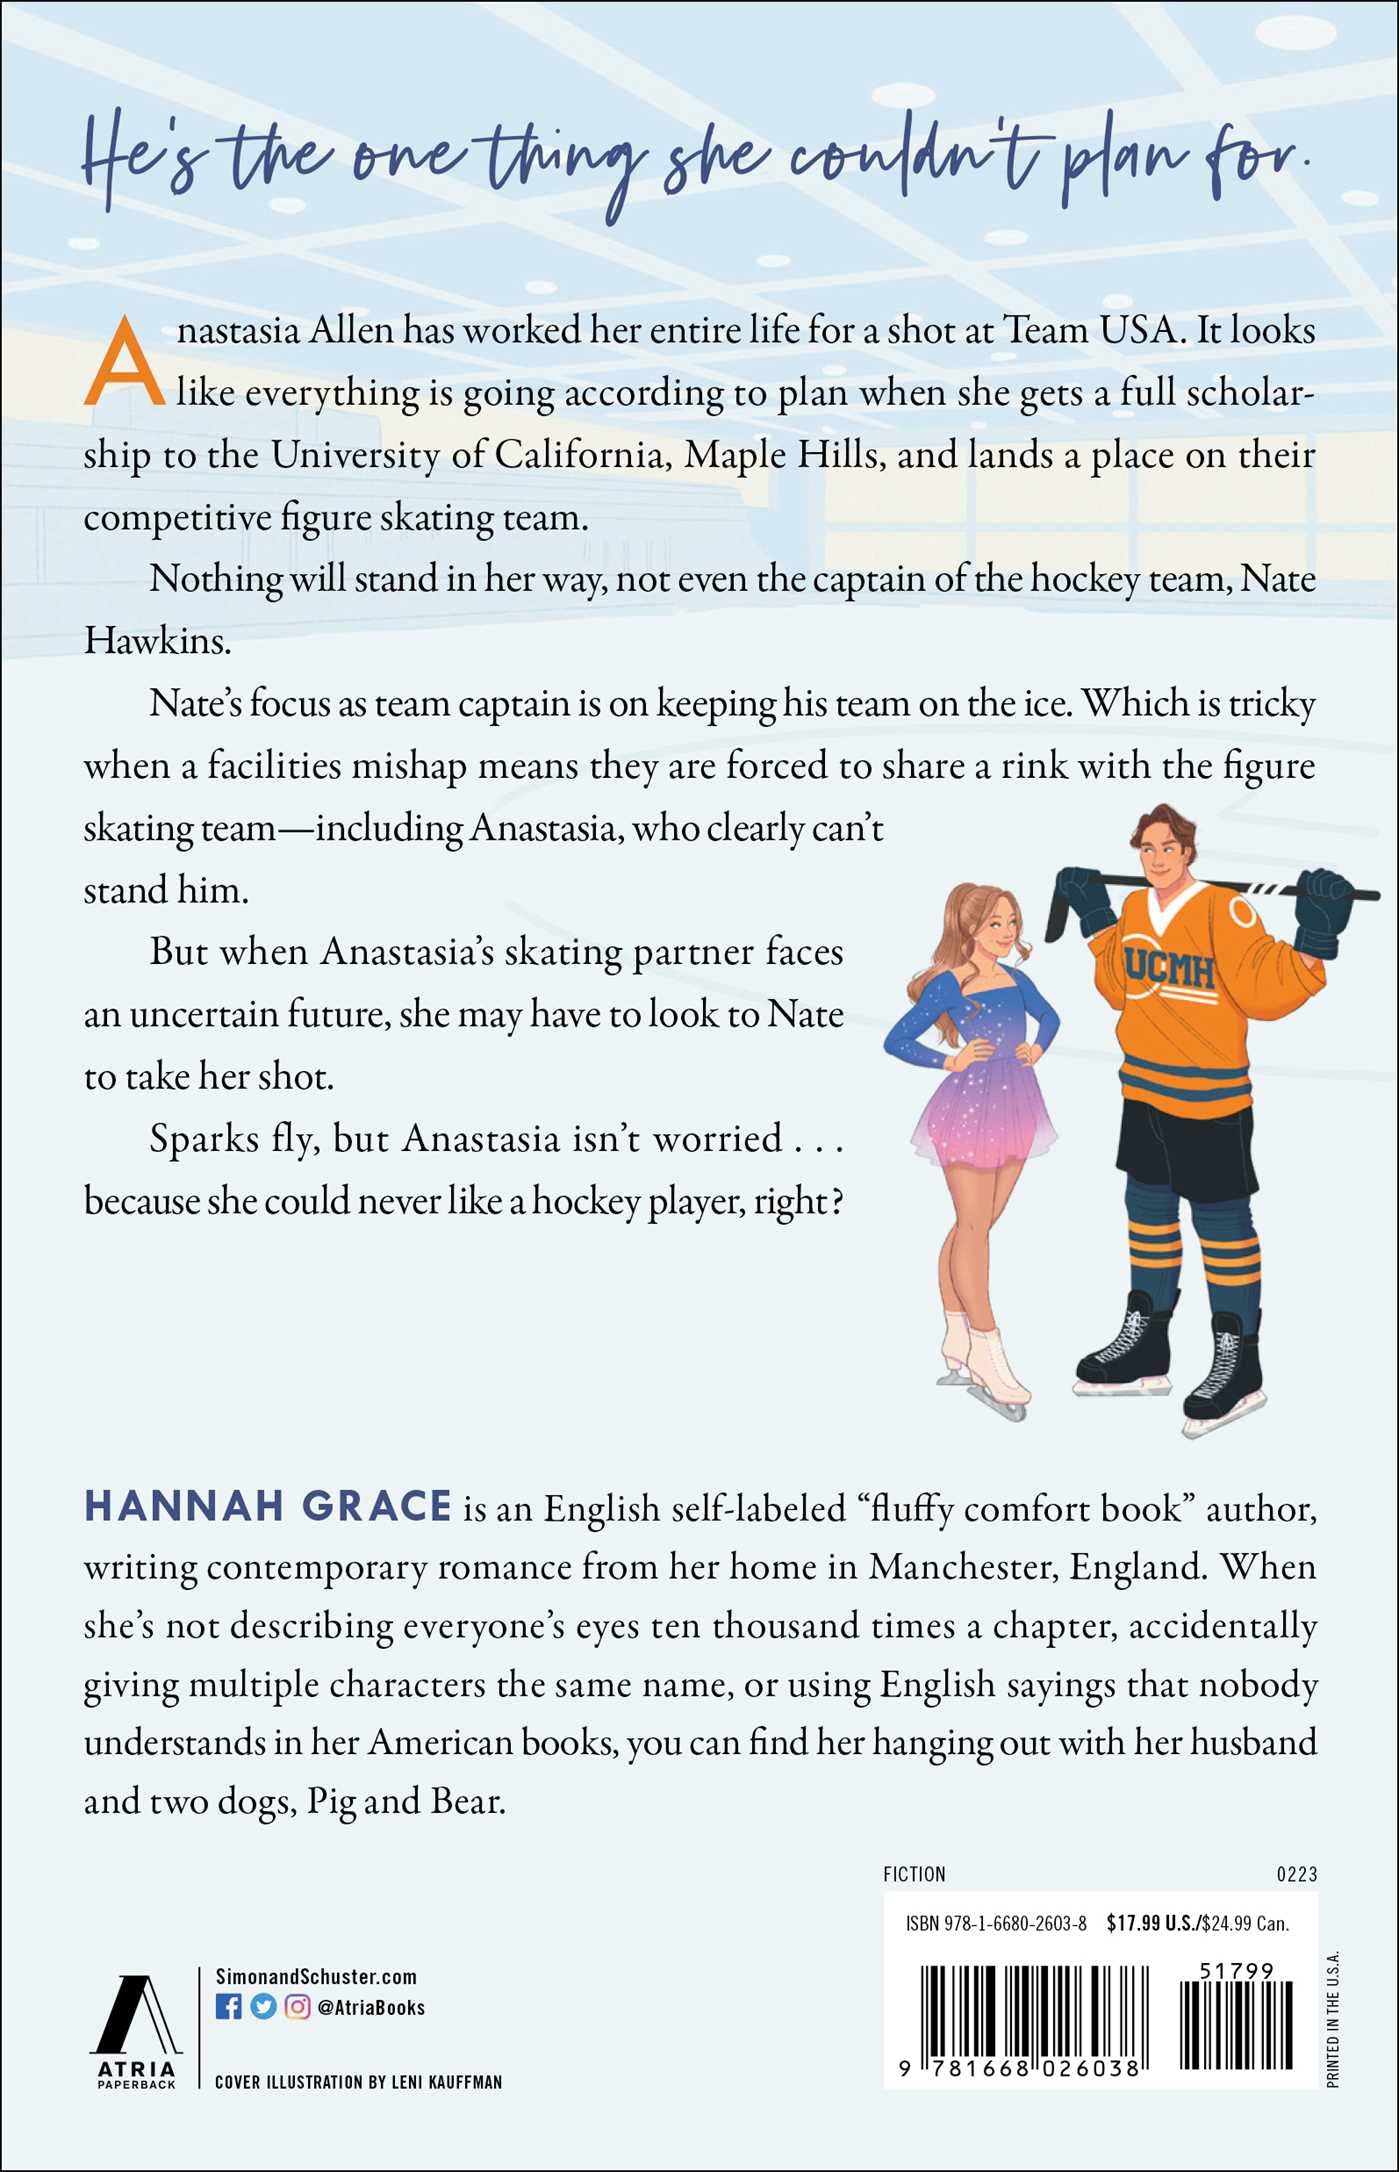 He's the one thing she couldn't plan for.
Anastasia Allen has worked her entire life for a shot at Team USA. It looks
like everything is going according to plan when she gets a full scholar-
ship to the University of California, Maple Hills, and lands a place on their
competitive figure skating team.
Nothing will stand in her way, not even the captain of the hockey team, Nate
Hawkins.
Nate’s focus as team captain is on keeping his team on the ice. Which is tricky
when a facilities mishap means they are forced to share a rink with the figure
skating team—including Anastasia, who clearly can’t
stand him.
But when Anastasia’s skating partner faces
an uncertain future, she may have to look to Nate
to take her shot.
Sparks fly, but Anastasia isn’t worried . . .
because she could never like a hockey player, right?
UCMH
HANNAH GRACE is an English self-labeled “fluffy comfort book” author,
writing contemporary romance from her home in Manchester, England. When
she’s not describing everyone’s eyes ten thousand times a chapter, accidentally
giving multiple characters the same name, or using English sayings that nobody
understands in her American books, you can find her hanging out with her husband
and two dogs, Pig and Bear.
FICTION 0223
ISBN 978-1-6680-2603-8 $17.99 U.S./$24.99 Can.
51799
9 781668 026038
PRINTED IN THE U.S.A.
ATRIA
PAPERBACK
SimonandSchuster.com
@AtriaBooks
COVER ILLUSTRATION BY LENI KAUFFMAN